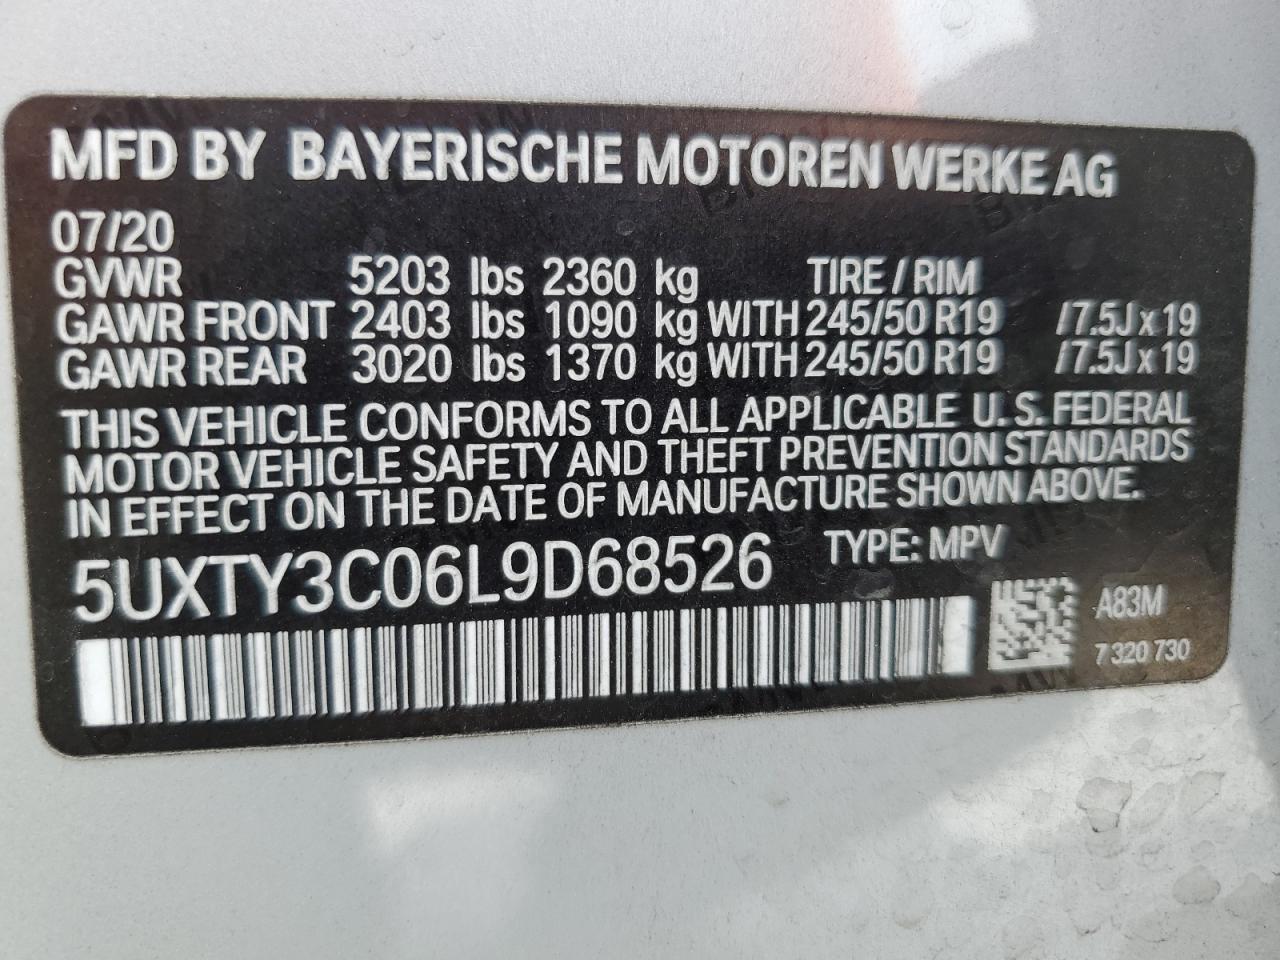 MFD BY BAYERISCHE MOTOREN WERKE AG
07/20
GVWR 5203 lbs 2360 kg TIRE / RIM
GAWR FRONT 2403 lbs 1090 kg WITH 245/50 R19 /7.5J x 19
GAWR REAR 3020 lbs 1370 kg WITH 245/50 R19 /7.5J x 19
THIS VEHICLE CONFORMS TO ALL APPLICABLE U. S. FEDERAL
MOTOR VEHICLE SAFETY AND THEFT PREVENTION STANDARDS
IN EFFECT ON THE DATE OF MANUFACTURE SHOWN ABOVE.
5UXTY3C06L9D68526 TYPE: MPV
A83M
7 320 730